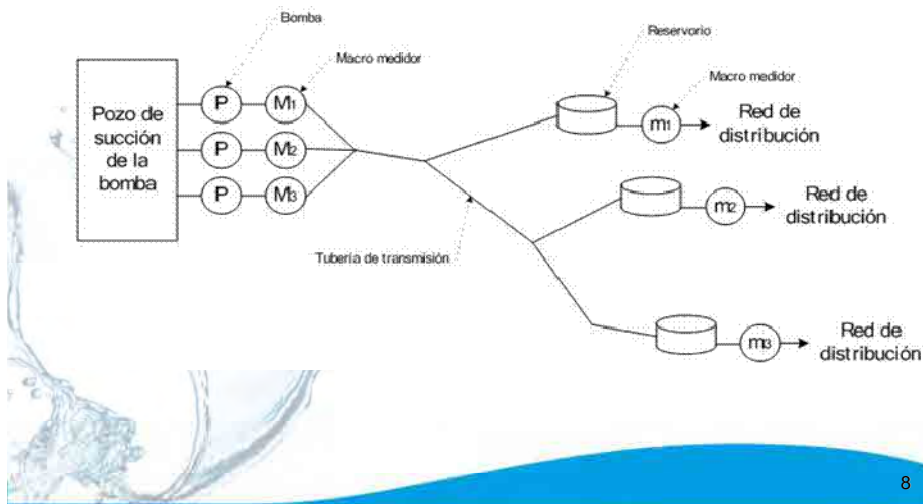 Bomba
Reservorio
Macro medidor
Macro medidor
Pozo de
succión
de la
bomba
P
M1
P
M2
P
M3
m1
Red de
distribución
m2
Red de
distribución
Tubería de transmisión
m3
Red de
distribución
8